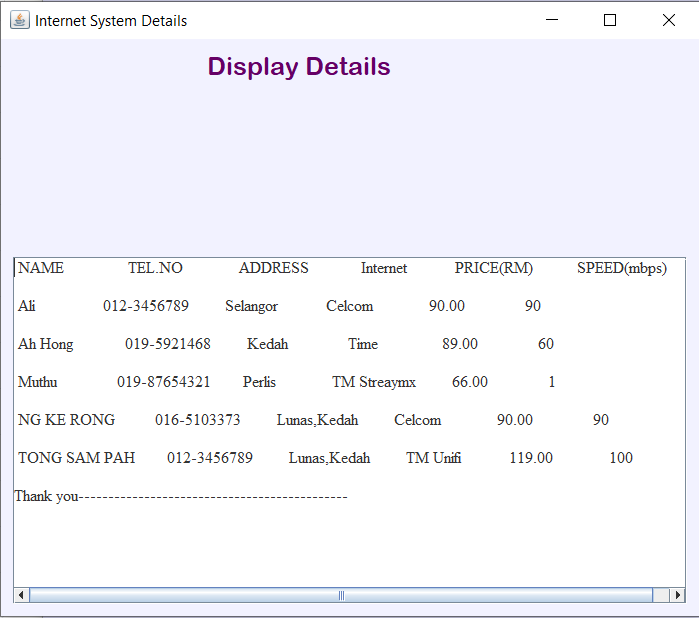 Internet System Details
Display Details
NAME TEL.NO ADDRESS Internet PRICE(RM) SPEED(mbps)
Ali 012-3456789 Selangor Celcom 90.00 90
Ah Hong 019-5921468 Kedah Time 89.00 60
Muthu 019-87654321 Perlis TM Streaymx 66.00 1
NG KE RONG 016-5103373 Lunas,Kedah Celcom 90.00 90
TONG SAM PAH 012-3456789 Lunas,Kedah TM Unifi 119.00 100
Thank you---------------------------------------------